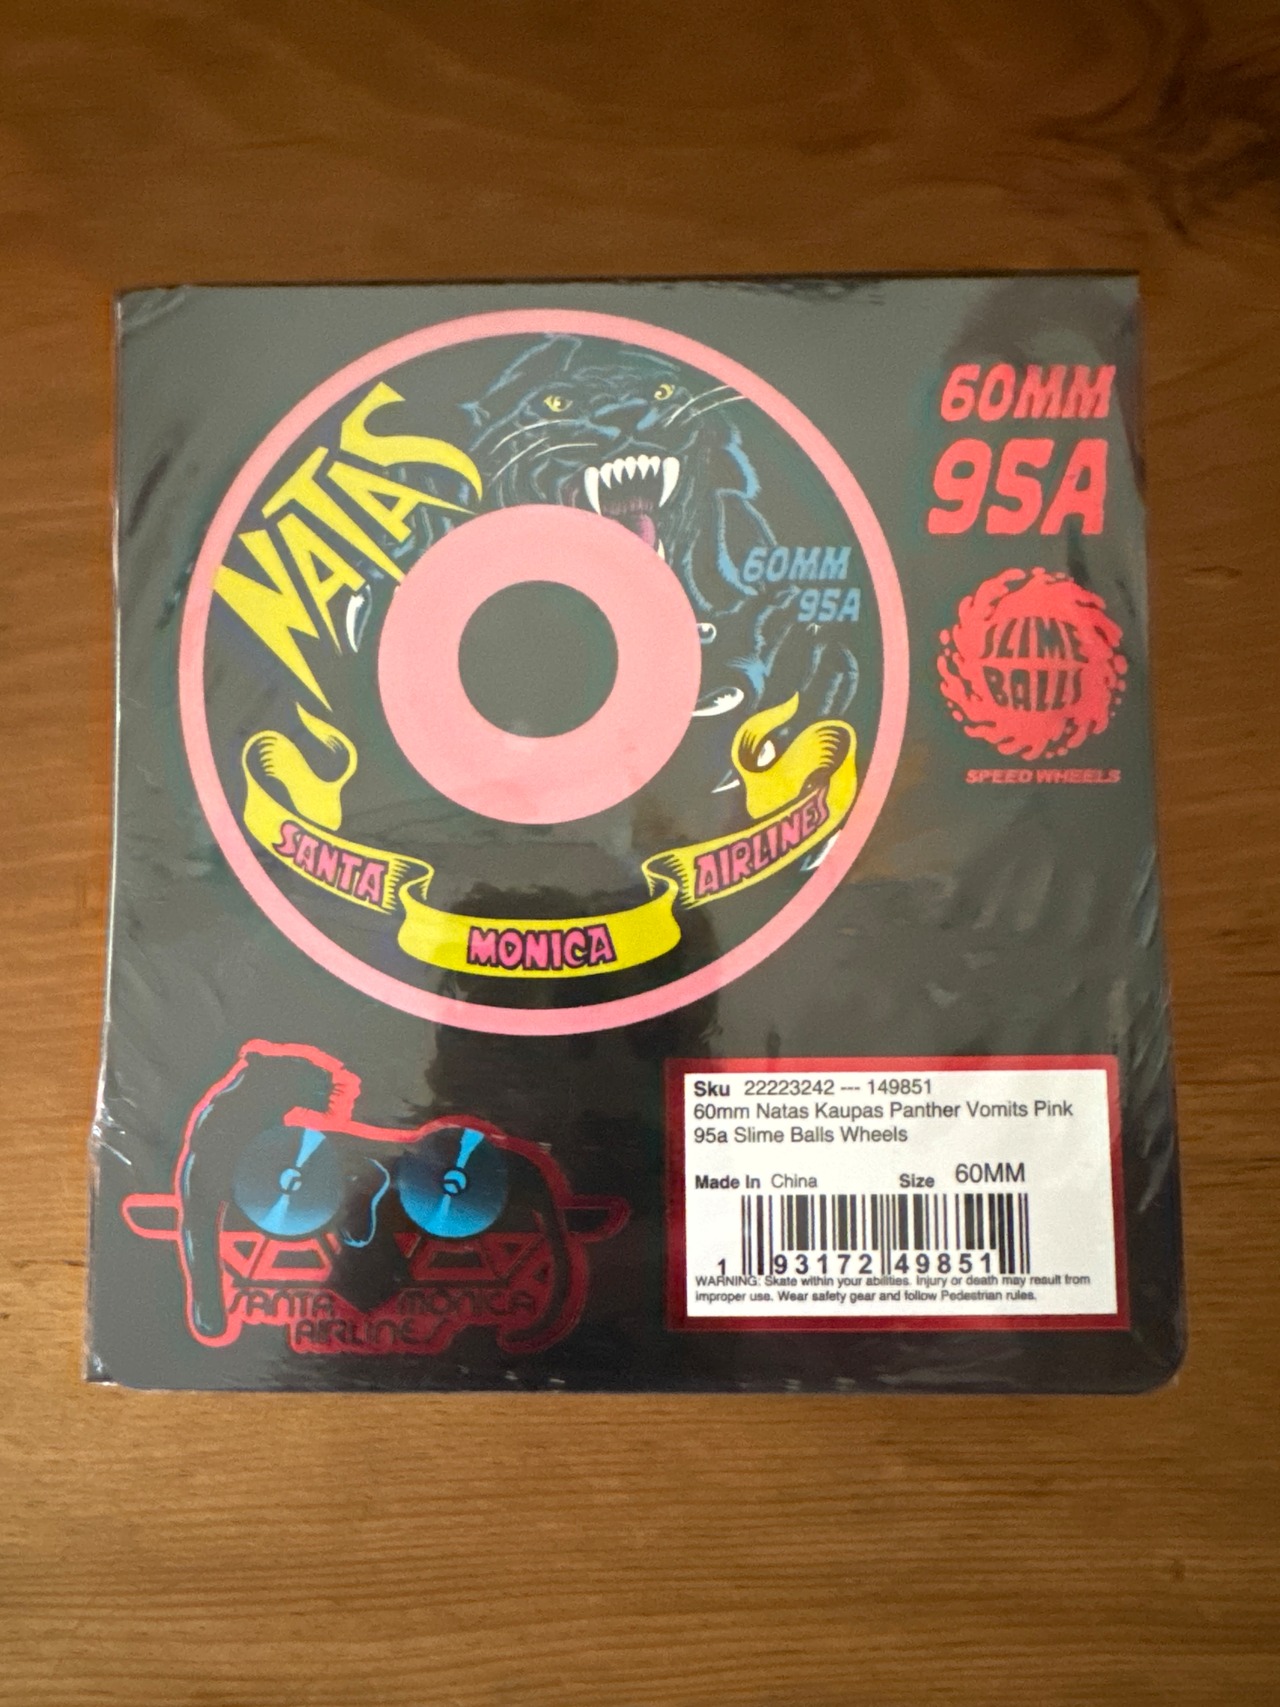 NATAS
60MM
95A
SANTA
MONICA
AIRLINES
60MM
95A
SLIME
BALLS
SPEED WHEELS
SANTA MONICA
AIRLINES
Sku 22223242 --- 149851
60mm Natas Kaupas Panther Vomits Pink
95a Slime Balls Wheels
Made In China Size 60MM
1 93172 49851
WARNING: Skate within your abilities. Injury or death may result from
improper use. Wear safety gear and follow Pedestrian rules.